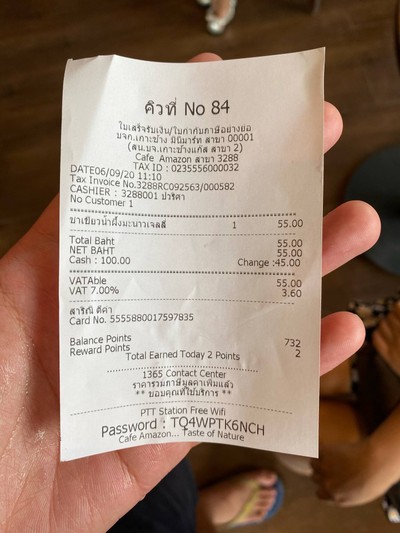 คิวที่ No 84
ใบเสร็จรับเงิน/ใบกำกับภาษีอย่างย่อ
บจก.เกาะช้าง มินิมาร์ท สาขา 00001
(สน.บจ.เกาะช้างแก๊ส สาขา 2)
Cafe Amazon สาขา 3288
TAX ID : 0235556000032
DATE06/09/20 11:10
Tax Invoice No.3288RC092563/000582
CASHIER : 3288001 ปาริตา
No Customer 1
ชาเขียวน้ำผึ้งมะนาวเจลลี่ 1 55.00
Total Baht 55.00
NET BAHT 55.00
Cash : 100.00 Change :45.00
VATAble 55.00
VAT 7.00% 3.60
สาริณี ดีคำ
Card No. 5555880017597835
Balance Points 732
Reward Points 2
Total Earned Today 2 Points
1365 Contact Center
ราคารวมภาษีมูลค่าเพิ่มแล้ว
** ขอบคุณที่ใช้บริการ **
PTT Station Free Wifi
Password : TQ4WPTK6NCH
Cafe Amazon... Taste of Nature